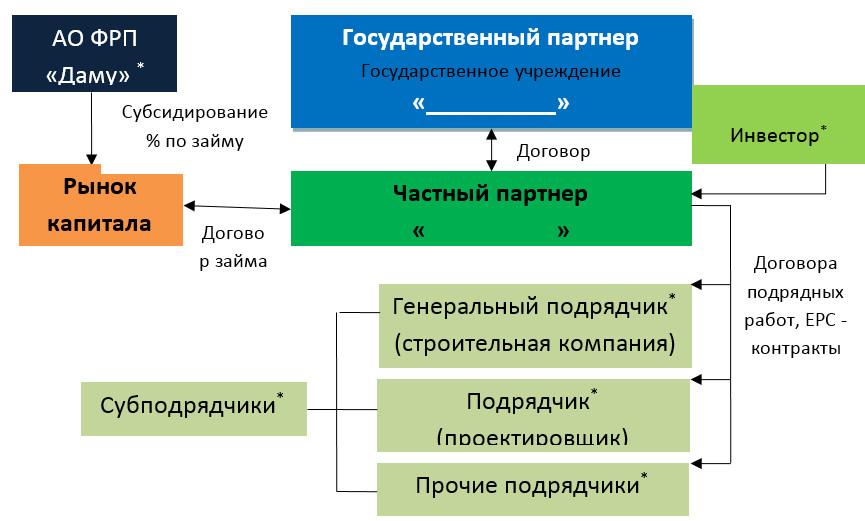 АО ФРП
«Даму» *
Государственный партнер
Государственное учреждение
«___________»
Субсидирование
% по займу
Договор
Инвестор*
Рынок
капитала
Частный партнер
« »
Догово
р займа
Договора
подрядных
работ, EPC -
контракты
Генеральный подрядчик*
(строительная компания)
Субподрядчики*
Подрядчик*
(проектировщик)
Прочие подрядчики*